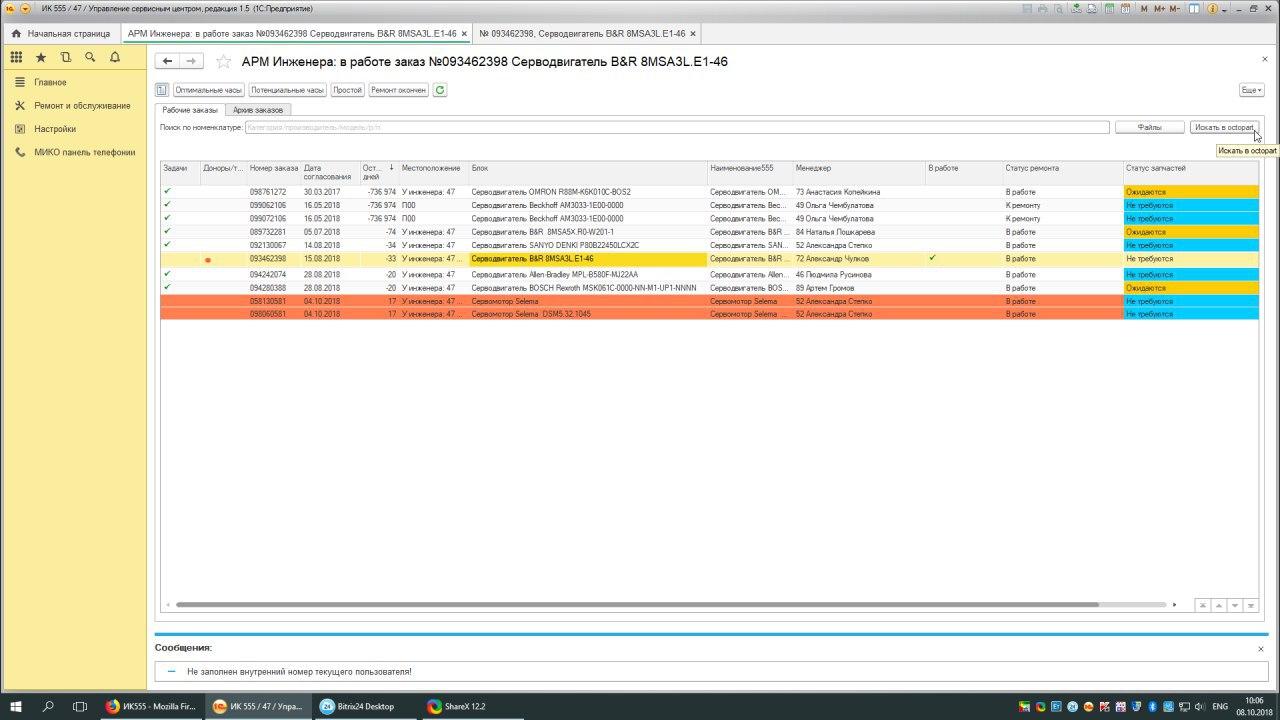 ИК 555 / 47 / Управление сервисным центром, редакция 1.5 (1С:Предприятие)
M M+ M-
Начальная страница
АРМ Инженера: в работе заказ №093462398 Серводвигатель B&R 8MSA3L.E1-46 ×
№ 093462398, Серводвигатель B&R 8MSA3L.E1-46 ×
АРМ Инженера: в работе заказ №093462398 Серводвигатель B&R 8MSA3L.E1-46
Главное
Ремонт и обслуживание
Настройки
МИКО панель телефонии
Оптимальные часы
Потенциальные часы
Простой
Ремонт окончен
Еще
Рабочие заказы
Архив заказов
Поиск по номенклатуре:
Категория/производитель/модель/p/n
Файлы
Искать в octopart
Искать в octopart
Задачи Доноры/т... Номер заказа Дата согласования Ост... дней Местоположение Блок Наименование555 Менеджер В работе Статус ремонта Статус запчастей
098761272 30.03.2017 -736 974 У инженера: 47 Серводвигатель OMRON R88M-K6K010C-BOS2 Серводвигатель OM... 73 Анастасия Копейкина В работе Ожидаются
099062106 16.05.2018 -736 974 П00 Серводвигатель Beckhoff AM3033-1E00-0000 Серводвигатель Bec... 49 Ольга Чембулатова К ремонту Не требуются
099072106 16.05.2018 -736 974 П00 Серводвигатель Beckhoff AM3033-1E00-0000 Серводвигатель Bec... 49 Ольга Чембулатова К ремонту Не требуются
089732281 05.07.2018 -74 У инженера: 47 Серводвигатель B&R 8MSA5X.R0-W201-1 Серводвигатель B&R ... 84 Наталья Лошкарева В работе Ожидаются
092130067 14.08.2018 -34 У инженера: 47 Серводвигатель SANYO DENKI P80B22450LCX2C Серводвигатель SAN... 52 Александра Степко В работе Не требуются
093462398 15.08.2018 -33 У инженера: 47 ... Серводвигатель B&R 8MSA3L.E1-46 Серводвигатель B&R ... 72 Александр Чулков В работе Не требуются
094242074 28.08.2018 -20 У инженера: 47 Серводвигатель Allen-Bradley MPL-B580F-MJ22AA Серводвигатель Allen... 46 Людмила Русинова В работе Не требуются
094280388 28.08.2018 -20 У инженера: 47 Серводвигатель BOSCH Rexroth MSK061C-0000-NN-M1-UP1-NNNN Серводвигатель BOS... 89 Артем Громов В работе Ожидаются
058130581 04.10.2018 17 У инженера: 47 ... Сервомотор Selema Сервомотор Selema 52 Александра Степко В работе Не требуются
098060581 04.10.2018 17 У инженера: 47 ... Сервомотор Selema DSM5.32.1045 Сервомотор Selema ... 52 Александра Степко В работе Не требуются
Сообщения:
Не заполнен внутренний номер текущего пользователя!
ИК555 - Mozilla Fir...
ИК 555 / 47 / Упра...
Bitrix24 Desktop
ShareX 12.2
ENG
10:06
08.10.2018